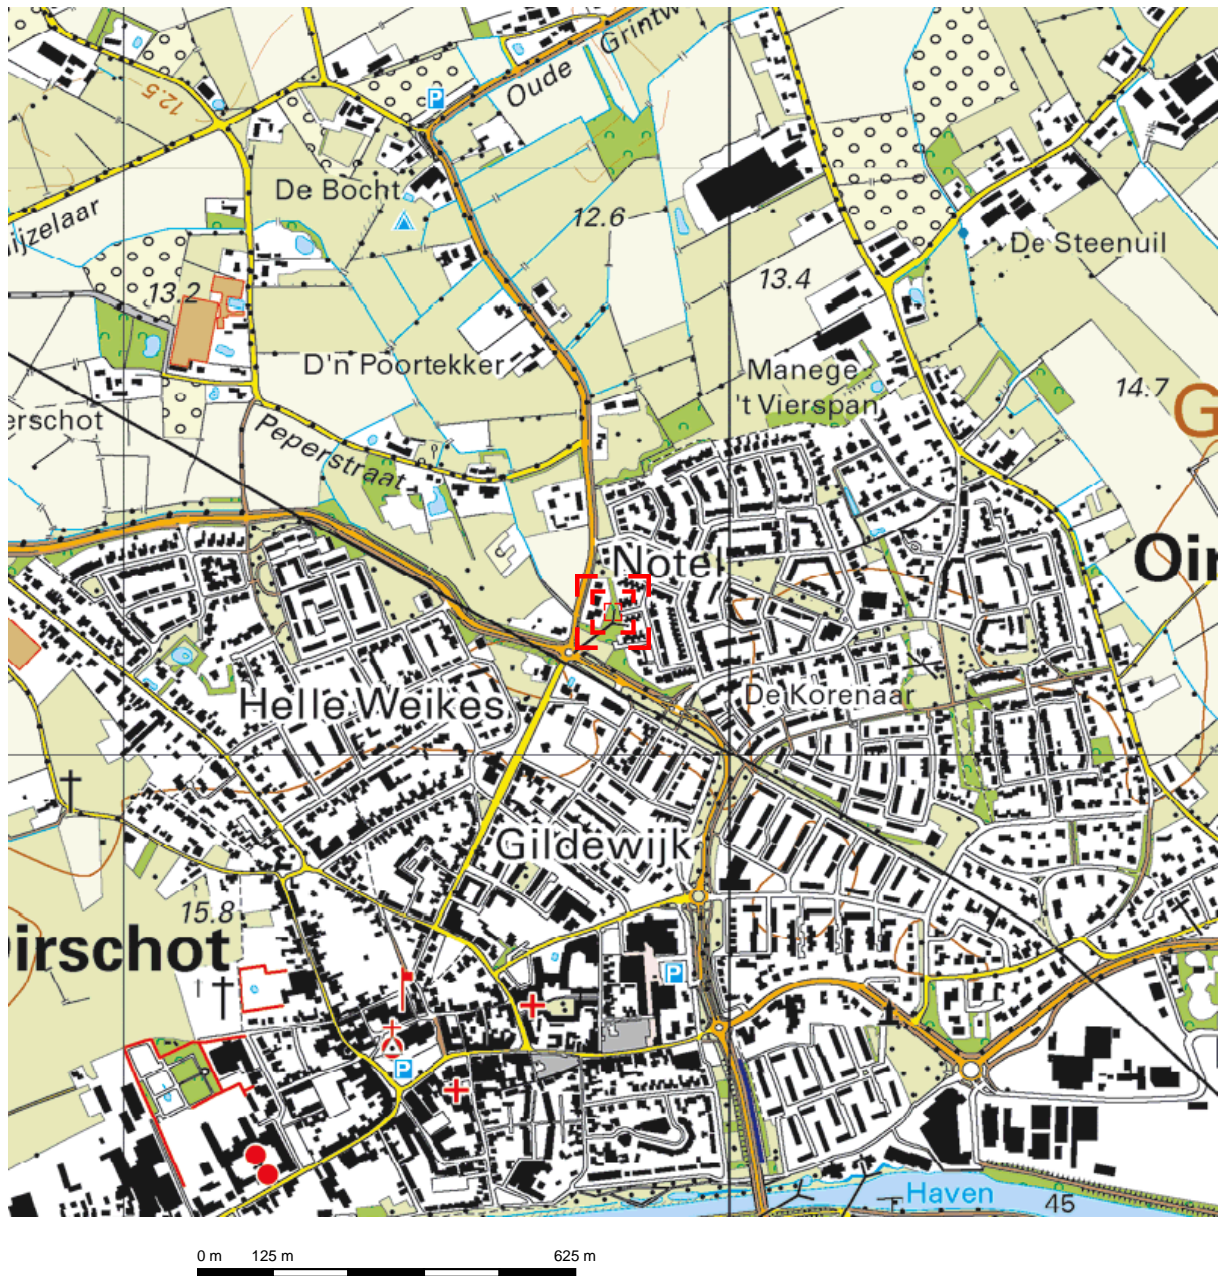 Oude Grintw
12.5
P
De Bocht
12.6
ijzelaar
De Steenuil
13.2
13.4
D'n Poortekker
Manege
't Vierspan
14.7
G
erschot
Peperstraat
Notel
Oir
Helle Weikes
De Korenaar
Gildewijk
15.8
irschot
P
P
Haven
45
0 m 125 m 625 m